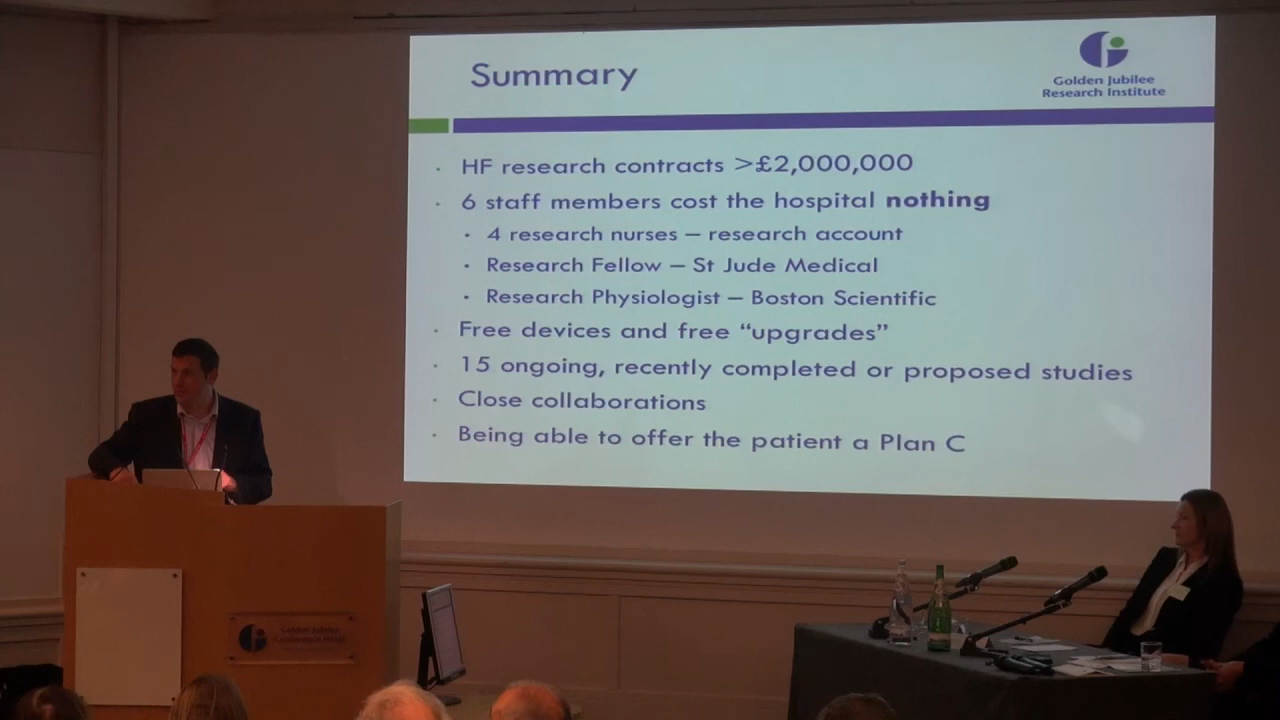 Summary
Golden Jubilee
Research Institute
HF research contracts >£2,000,000
6 staff members cost the hospital nothing
4 research nurses – research account
Research Fellow – St Jude Medical
Research Physiologist – Boston Scientific
Free devices and free “upgrades”
15 ongoing, recently completed or proposed studies
Close collaborations
Being able to offer the patient a Plan C
Golden Jubilee
Conference Hotel